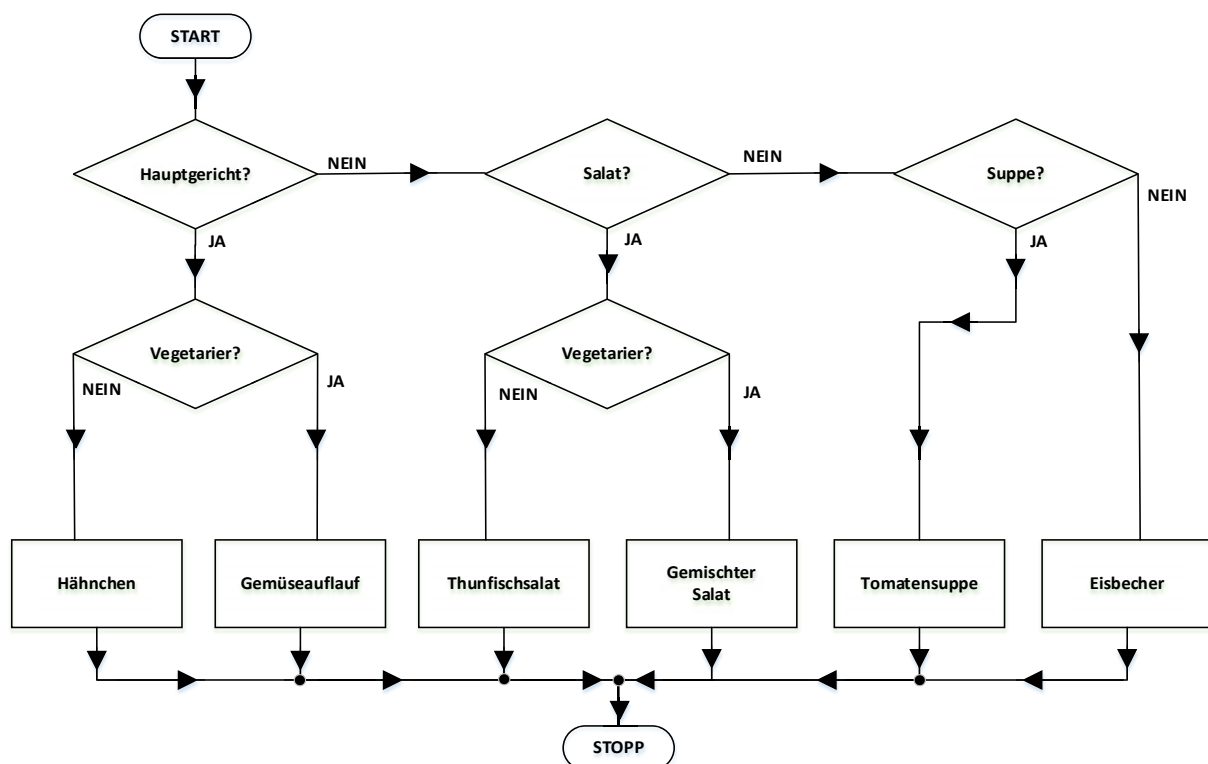 START
Hauptgericht?
NEIN
Salat?
NEIN
Suppe?
NEIN
JA
JA
JA
Vegetarier?
NEIN
JA
Vegetarier?
NEIN
JA
Hähnchen
Gemüseauflauf
Thunfischsalat
Gemischter
Salat
Tomatensuppe
Eisbecher
STOPP